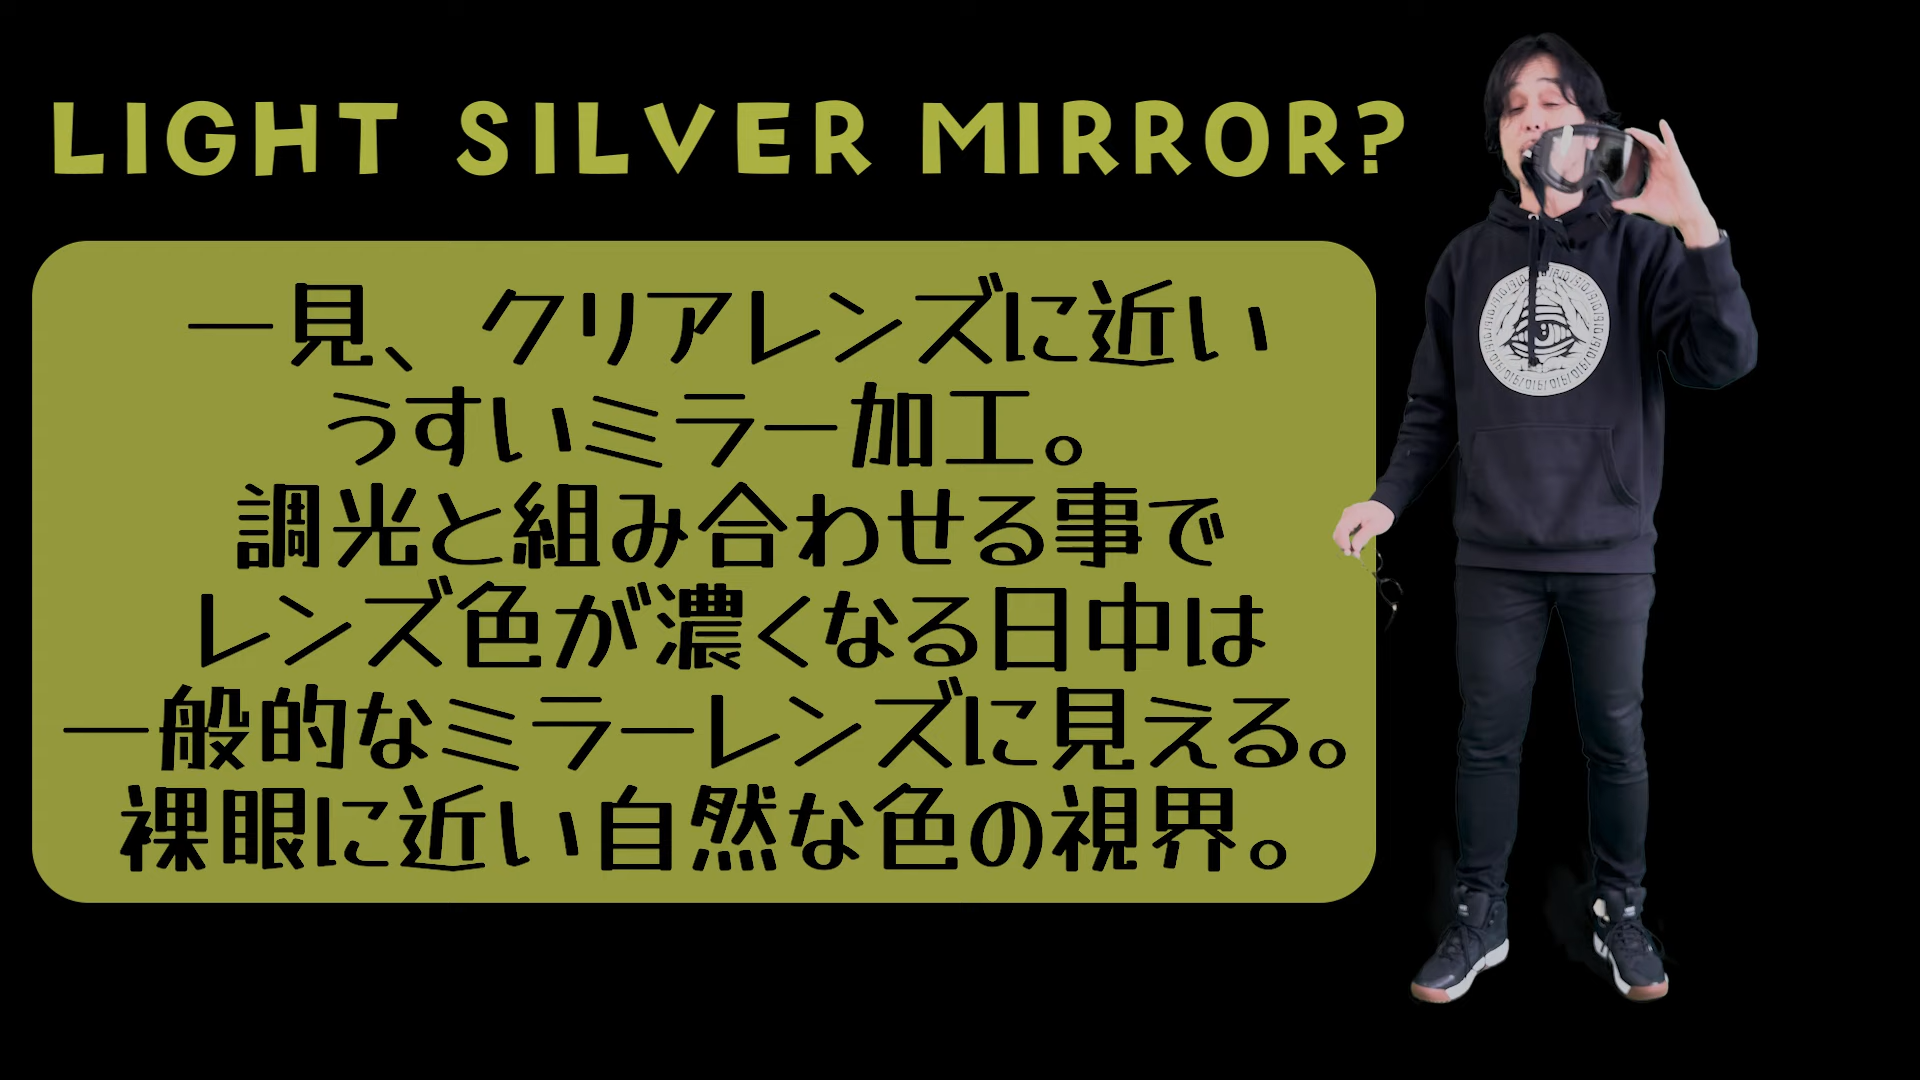 LIGHT SILVER MIRROR?
一見、クリアレンズに近い
うすいミラー加工。
調光と組み合わせる事で
レンズ色が濃くなる日中は
一般的なミラーレンズに見える。
裸眼に近い自然な色の視界。